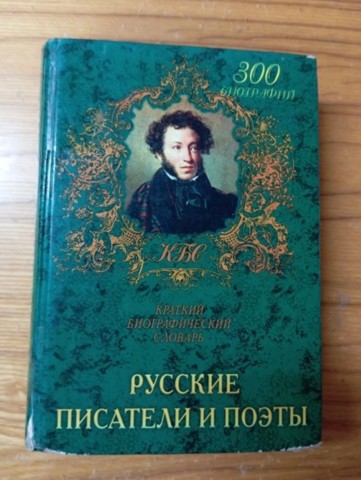 300
БИОГРАФИЙ
КБС
КРАТКИЙ
БИОГРАФИЧЕСКИЙ
СЛОВАРЬ
РУССКИЕ
ПИСАТЕЛИ И ПОЭТЫ